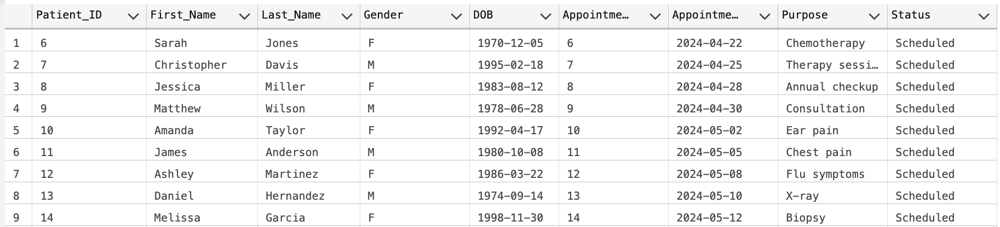 Patient_ID First_Name Last_Name Gender DOB Appointme… Appointme… Purpose Status
1 6 Sarah Jones F 1970-12-05 6 2024-04-22 Chemotherapy Scheduled
2 7 Christopher Davis M 1995-02-18 7 2024-04-25 Therapy sessi… Scheduled
3 8 Jessica Miller F 1983-08-12 8 2024-04-28 Annual checkup Scheduled
4 9 Matthew Wilson M 1978-06-28 9 2024-04-30 Consultation Scheduled
5 10 Amanda Taylor F 1992-04-17 10 2024-05-02 Ear pain Scheduled
6 11 James Anderson M 1980-10-08 11 2024-05-05 Chest pain Scheduled
7 12 Ashley Martinez F 1986-03-22 12 2024-05-08 Flu symptoms Scheduled
8 13 Daniel Hernandez M 1974-09-14 13 2024-05-10 X-ray Scheduled
9 14 Melissa Garcia F 1998-11-30 14 2024-05-12 Biopsy Scheduled